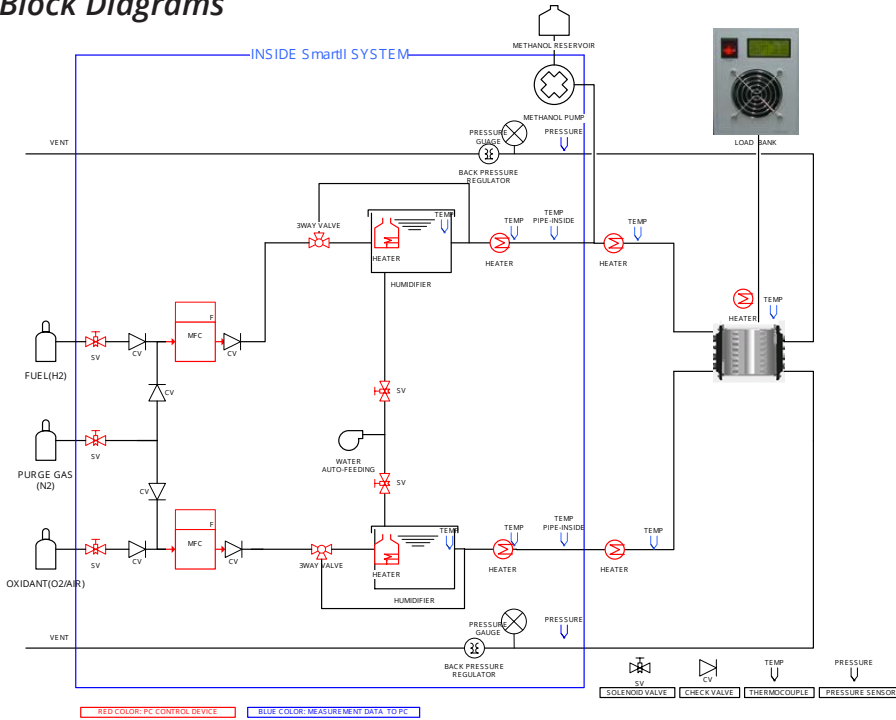 Block Diagrams
METHANOL RESERVOIR
INSIDE SmartII SYSTEM
METHANOL PUMP
PRESSURE
GUAGE
PRESSURE
VENT
LOAD BANK
BACK PRESSURE
REGULATOR
3WAY VALVE
TEMP
TEMP
TEMP
PIPE-INSIDE
TEMP
HEATER
HEATER
HEATER
HUMIDIFIER
TEMP
HEATER
F
MFC
SV
CV
CV
FUEL(H2)
CV
SV
SV
WATER
AUTO-FEEDING
PURGE GAS
(N2)
CV
SV
F
MFC
TEMP
TEMP
TEMP
PIPE-INSIDE
TEMP
SV
CV
CV
3WAY VALVE
HEATER
HEATER
HEATER
OXIDANT(O2/AIR)
HUMIDIFIER
PRESSURE
GAUGE
PRESSURE
VENT
BACK PRESSURE
REGULATOR
SV
CV
TEMP
PRESSURE
SOLENOID VALVE
CHECK VALVE
THERMOCOUPLE
PRESSURE SENSOR
RED COLOR: PC CONTROL DEVICE
BLUE COLOR: MEASUREMENT DATA TO PC